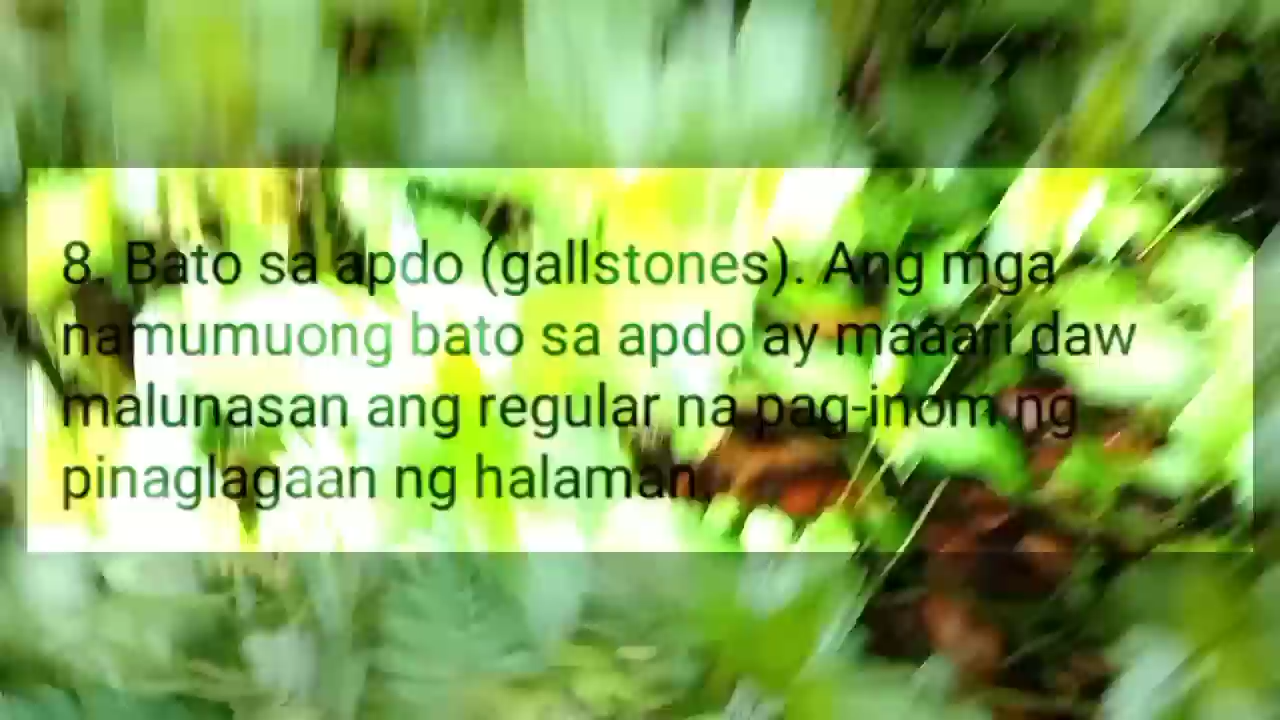 8. Bato sa apdo (gallstones). Ang mga
namumuong bato sa apdo ay maaari daw
malunasan ang regular na pag-inom ng
pinaglagaan ng halaman.